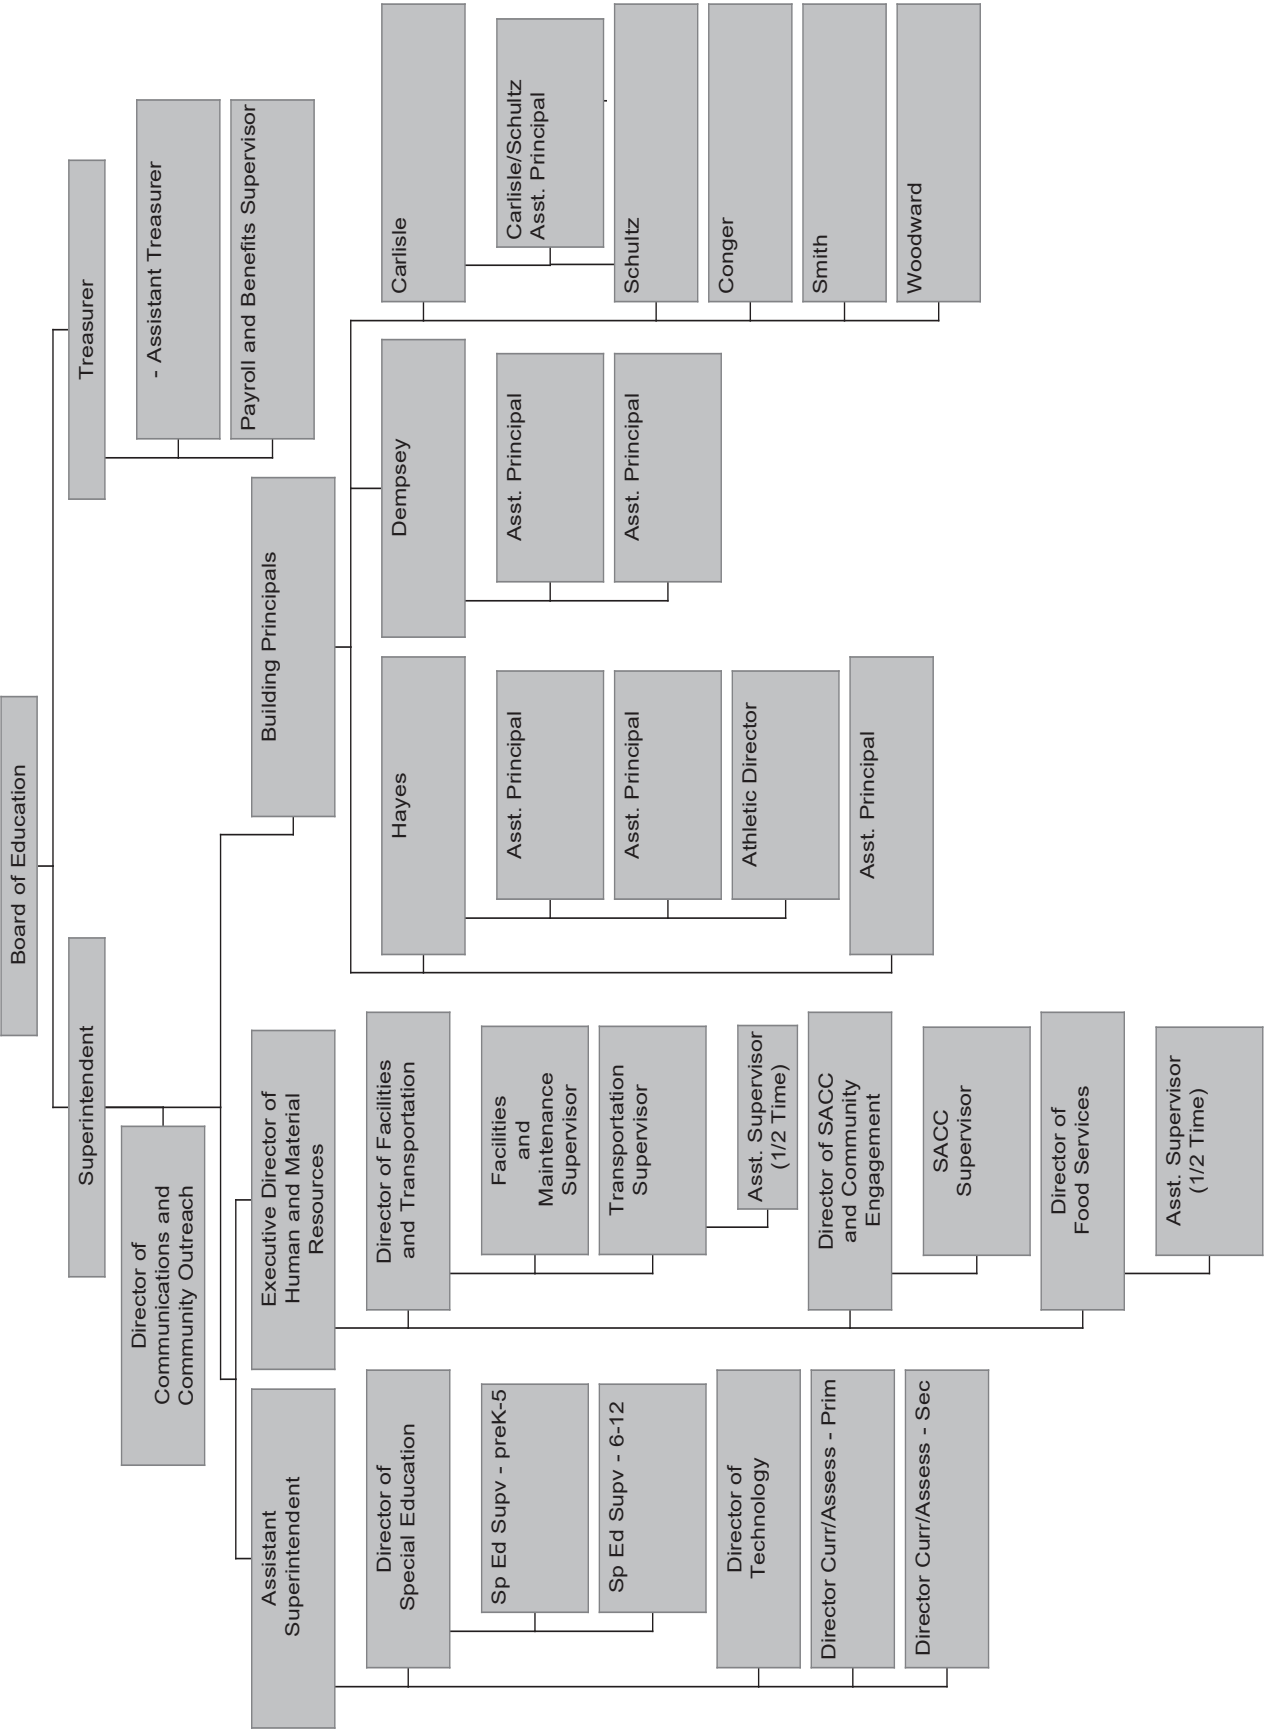 Board of Education
Superintendent
Treasurer
Director of
Communications and
Community Outreach
- Assistant Treasurer
Payroll and Benefits Supervisor
Assistant
Superintendent
Executive Director of
Human and Material
Resources
Building Principals
Director of
Special Education
Sp Ed Supv - preK-5
Sp Ed Supv - 6-12
Director of
Technology
Director Curr/Assess - Prim
Director Curr/Assess - Sec
Director of Facilities
and Transportation
Facilities
and
Maintenance
Supervisor
Transportation
Supervisor
Asst. Supervisor
(1/2 Time)
Director of SACC
and Community
Engagement
SACC
Supervisor
Director of
Food Services
Asst. Supervisor
(1/2 Time)
Hayes
Asst. Principal
Asst. Principal
Athletic Director
Asst. Principal
Dempsey
Asst. Principal
Asst. Principal
Carlisle
Carlisle/Schultz
Asst. Principal
Schultz
Conger
Smith
Woodward